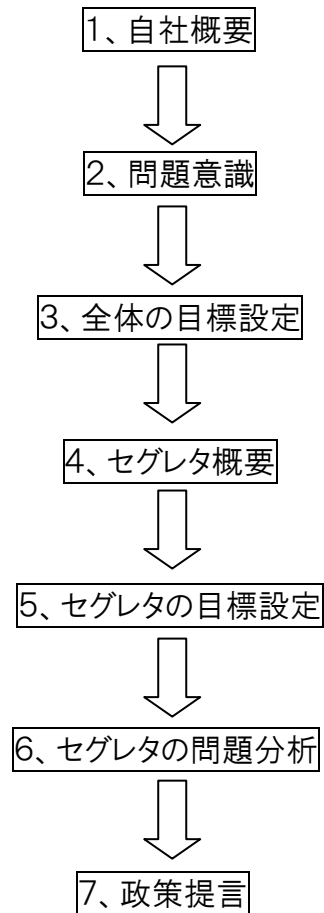 1、自社概要
2、問題意識
3、全体の目標設定
4、セグレタ概要
5、セグレタの目標設定
6、セグレタの問題分析
7、政策提言